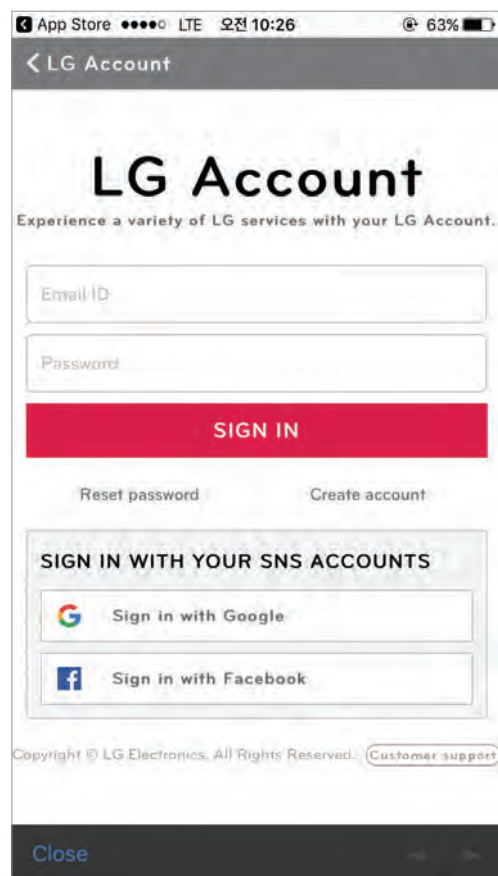 App Store LTE 오전 10:26 63%
LG Account
LG Account
Experience a variety of LG services with your LG Account.
Email ID
Password
SIGN IN
Reset password Create account
SIGN IN WITH YOUR SNS ACCOUNTS
Sign in with Google
Sign in with Facebook
Copyright © LG Electronics. All Rights Reserved. Customer support
Close